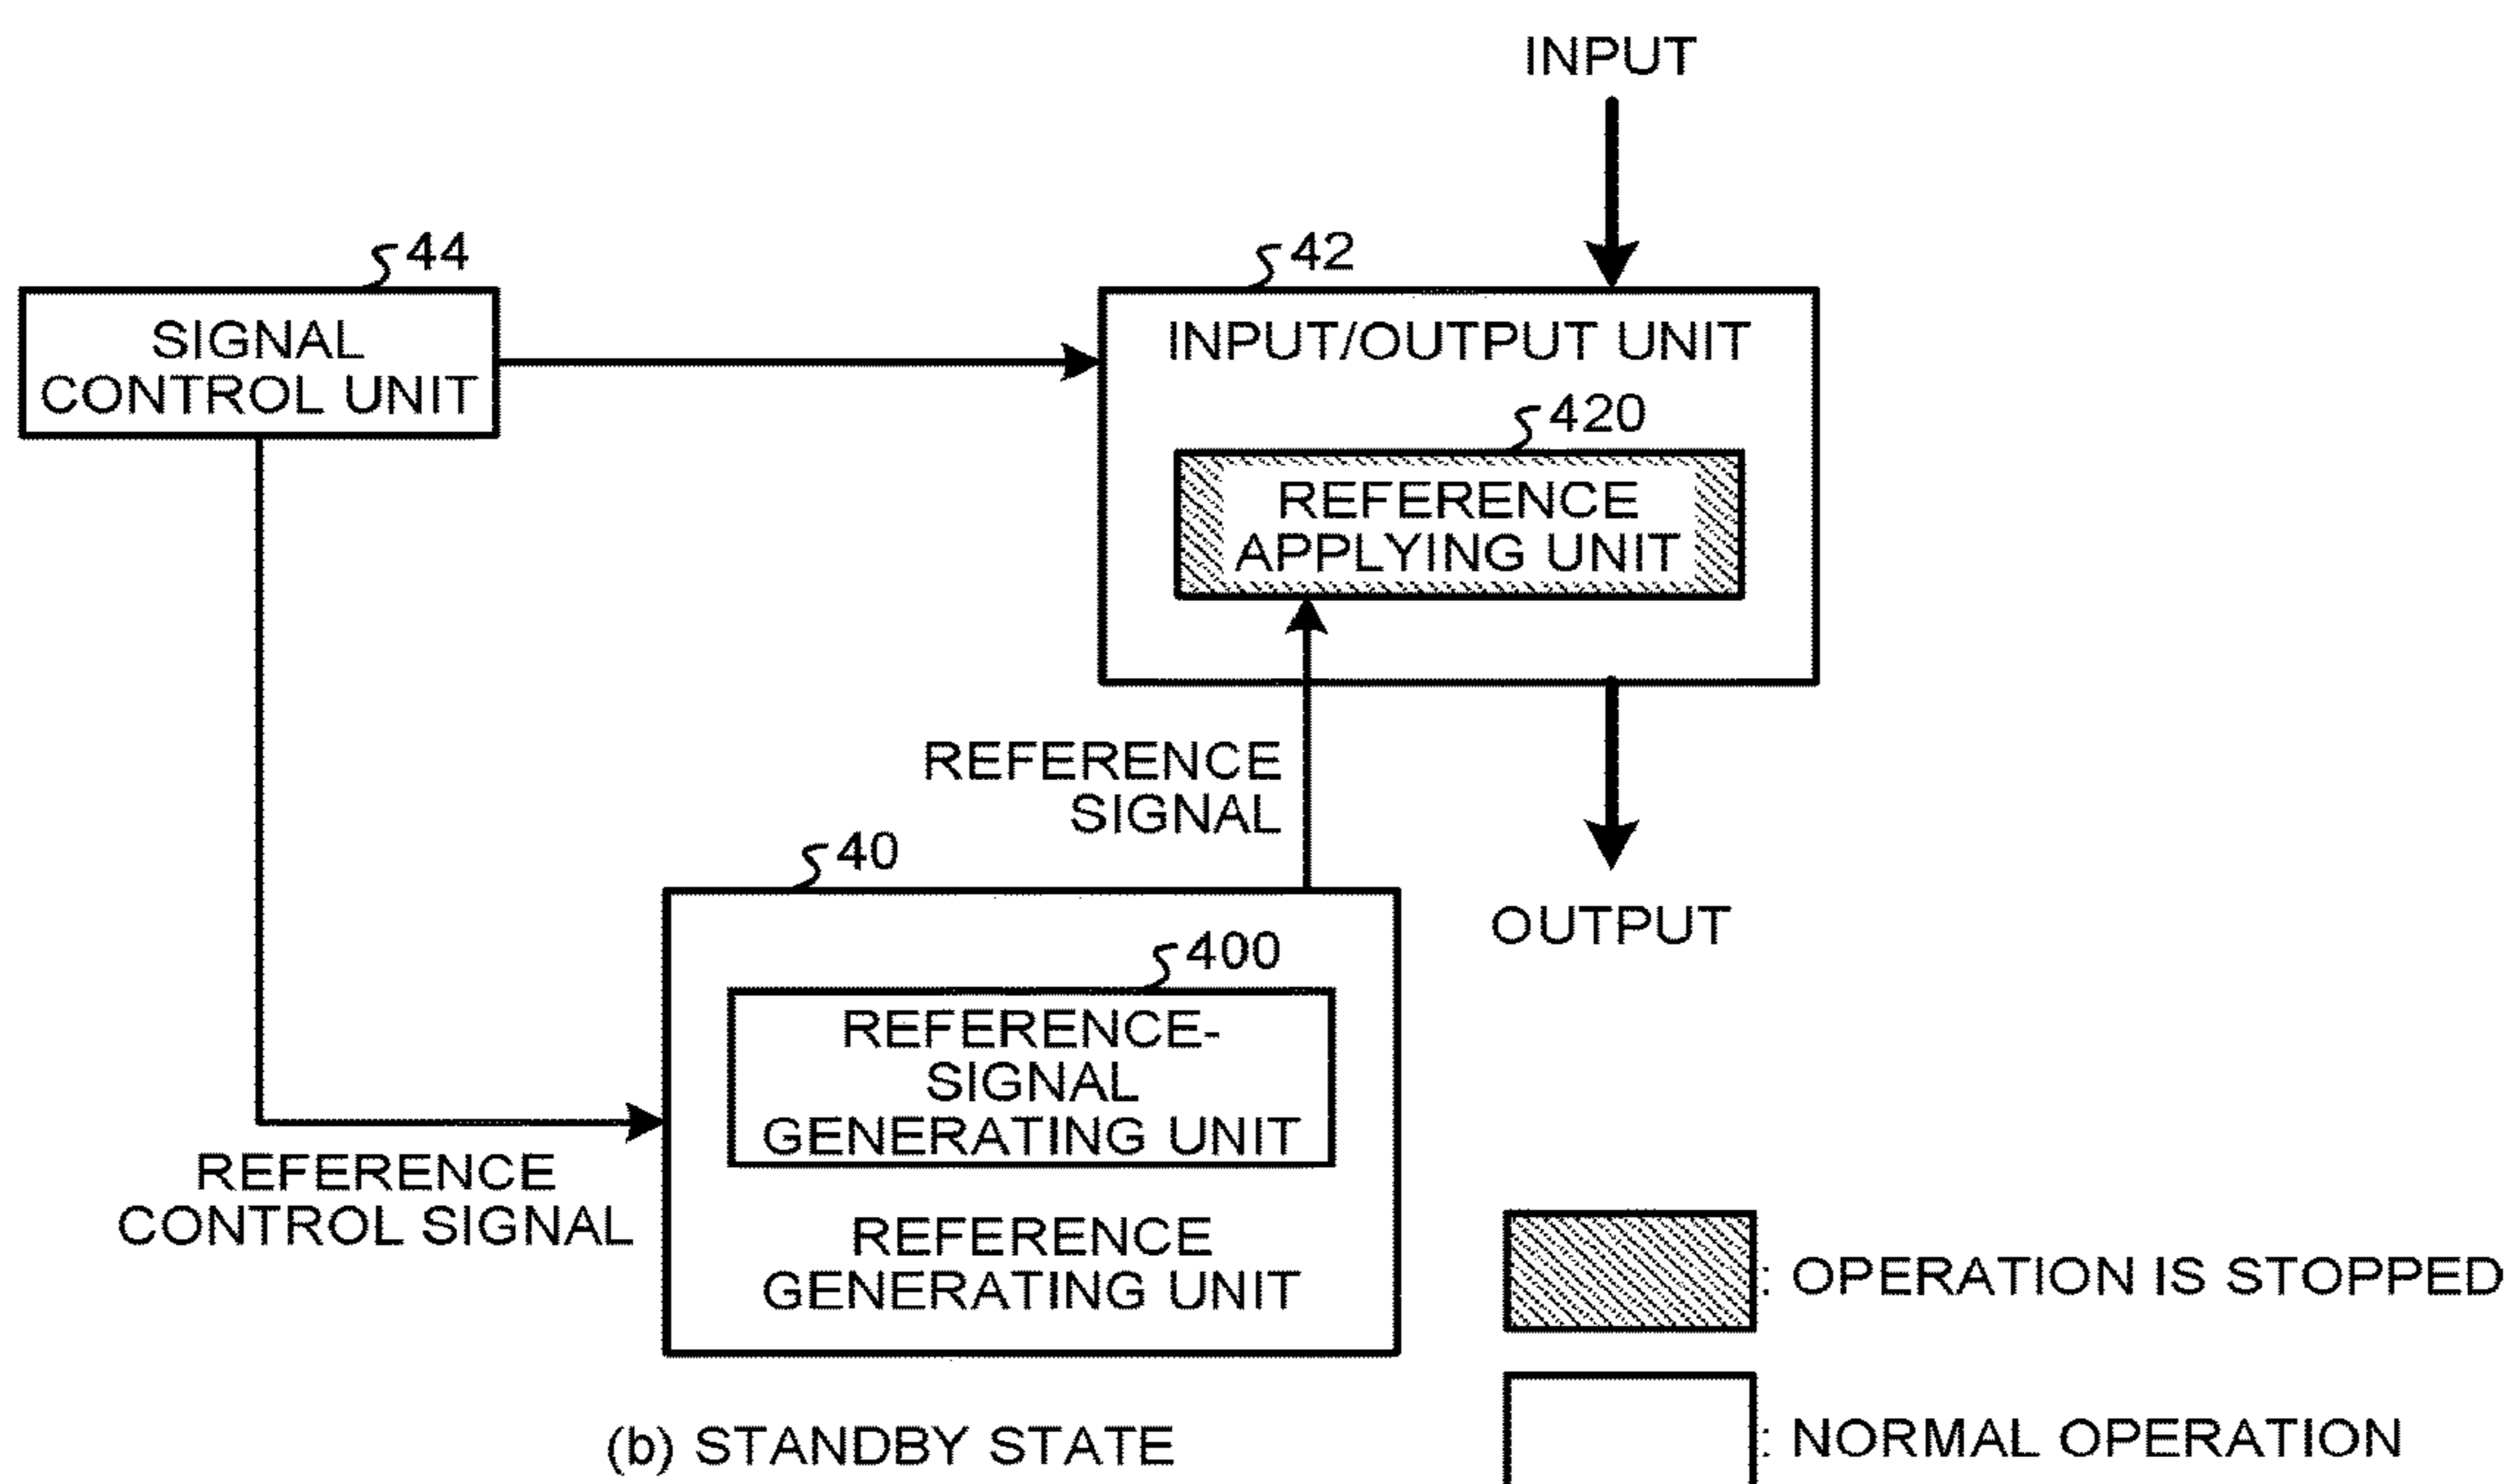 INPUT
44
42
SIGNAL
CONTROL UNIT
INPUT/OUTPUT UNIT
420
REFERENCE
APPLYING UNIT
REFERENCE
SIGNAL
40
OUTPUT
400
REFERENCE-
SIGNAL
GENERATING UNIT
REFERENCE
CONTROL SIGNAL
REFERENCE
GENERATING UNIT
: OPERATION IS STOPPED
: NORMAL OPERATION
(b) STANDBY STATE